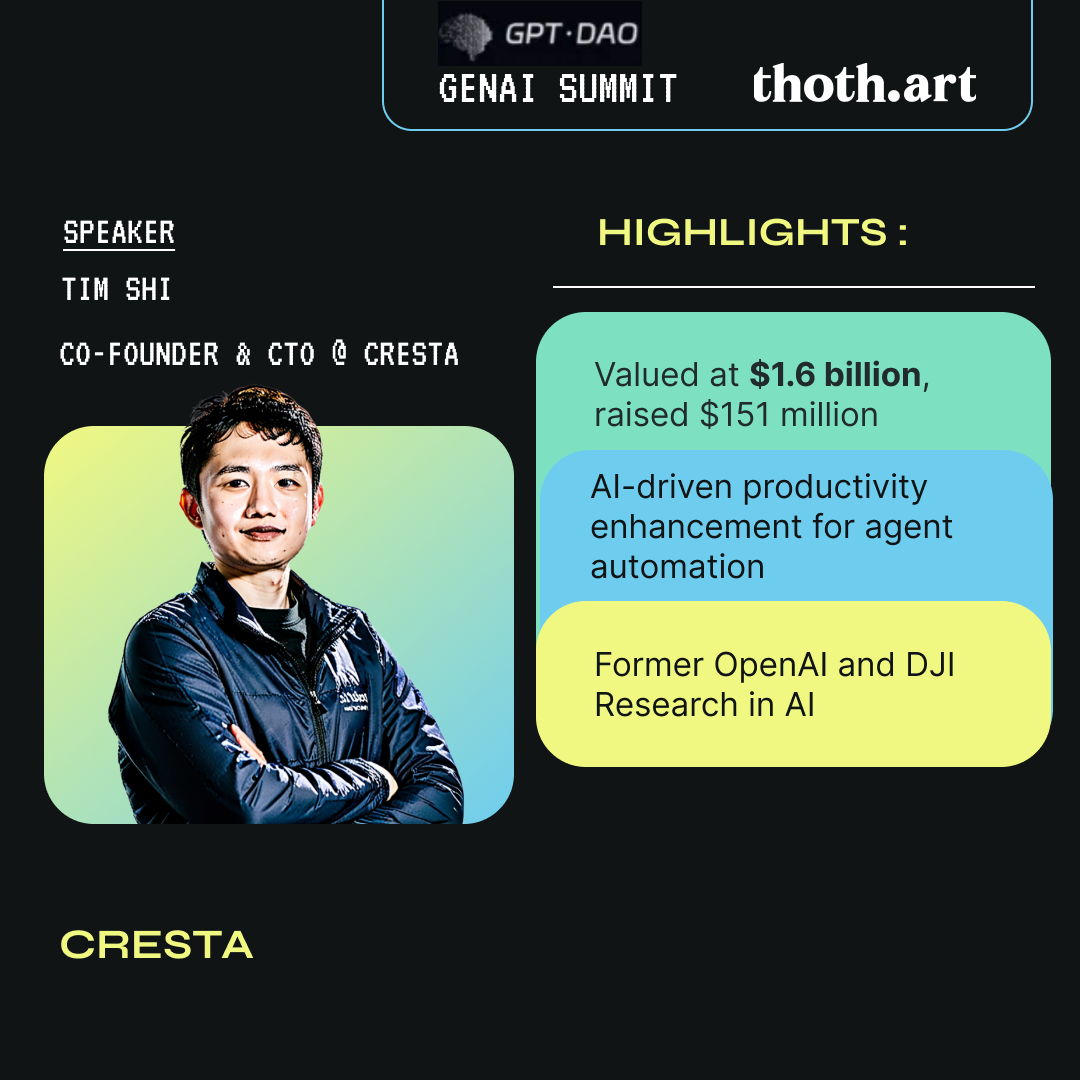 GPT·DAO
GENAI SUMMIT
thoth.art
SPEAKER
TIM SHI
CO-FOUNDER & CTO @ CRESTA
HIGHLIGHTS :
Valued at $1.6 billion,
raised $151 million
AI-driven productivity
enhancement for agent
automation
Former OpenAI and DJI
Research in AI
CRESTA